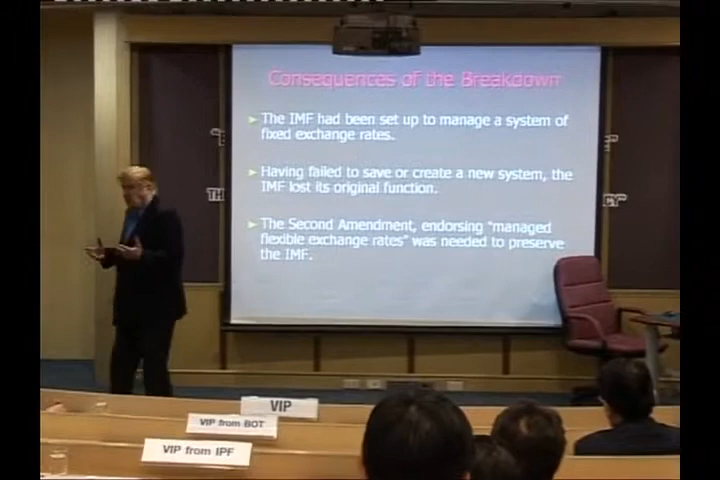 Consequences of the Breakdown
The IMF had been set up to manage a system of
fixed exchange rates.
Having failed to save or create a new system, the
IMF lost its original function.
The Second Amendment, endorsing "managed
flexible exchange rates" was needed to preserve
the IMF.
TH
CY"
VIP
VIP from BOT
VIP from IPF